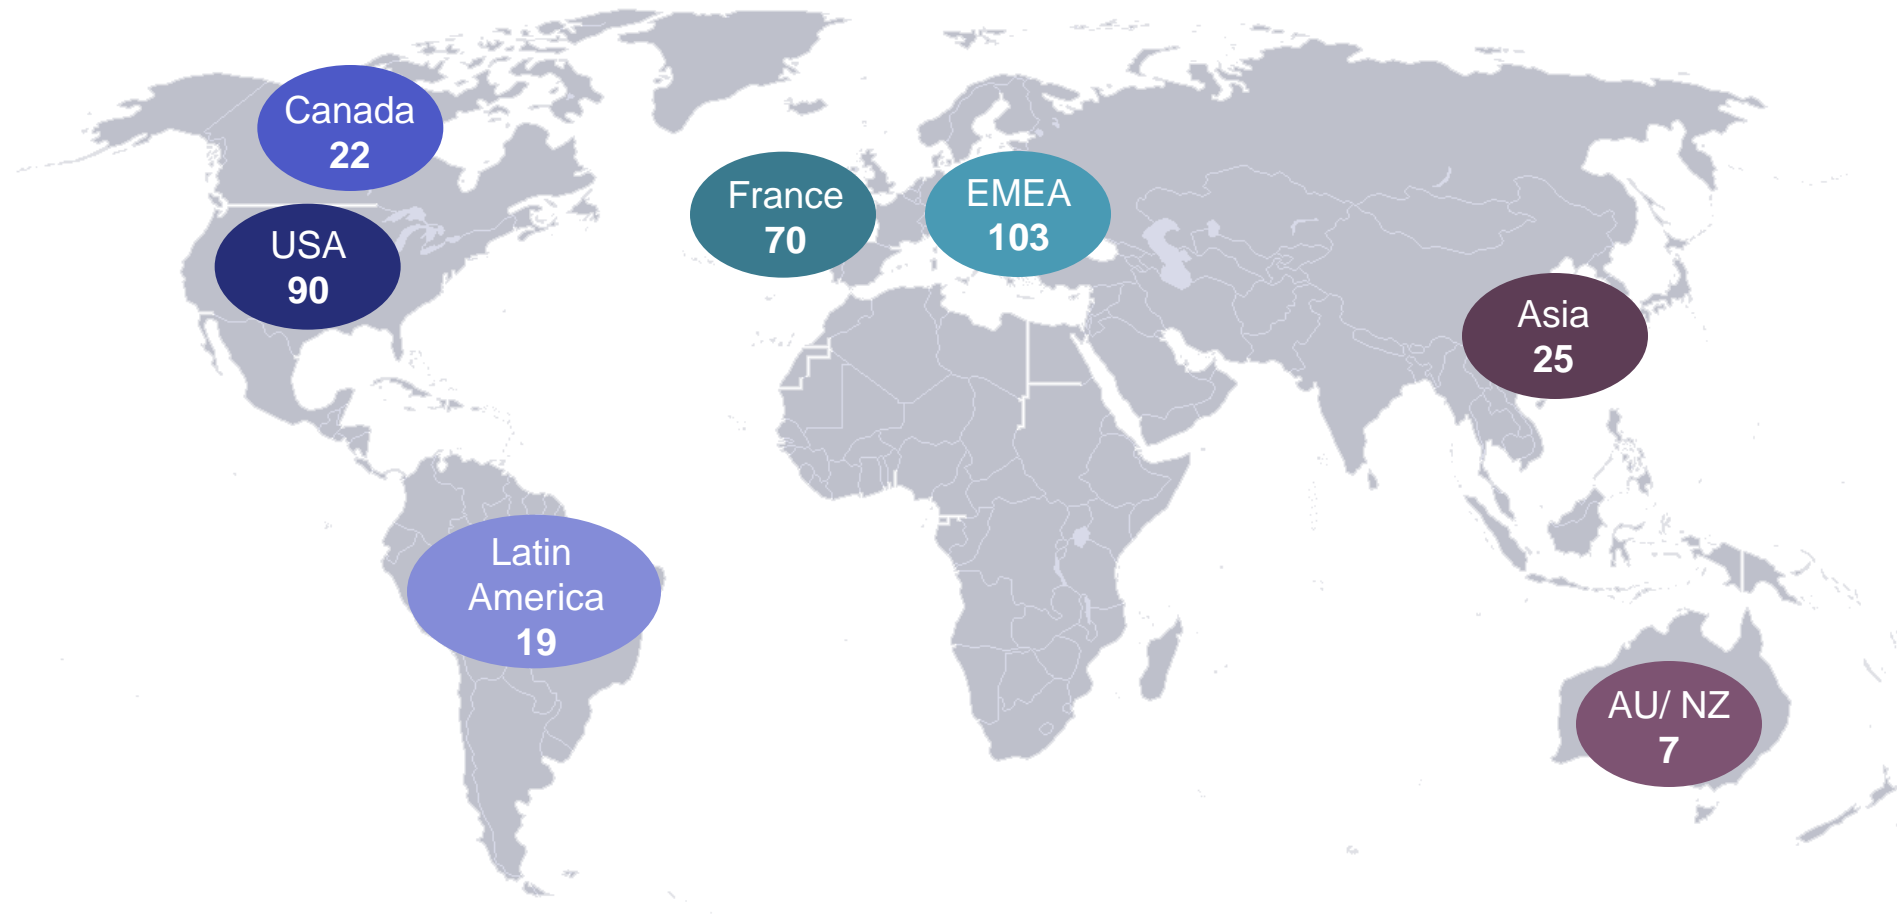 Canada
22
USA
90
France
70
EMEA
103
Asia
25
Latin
America
19
AU/ NZ
7